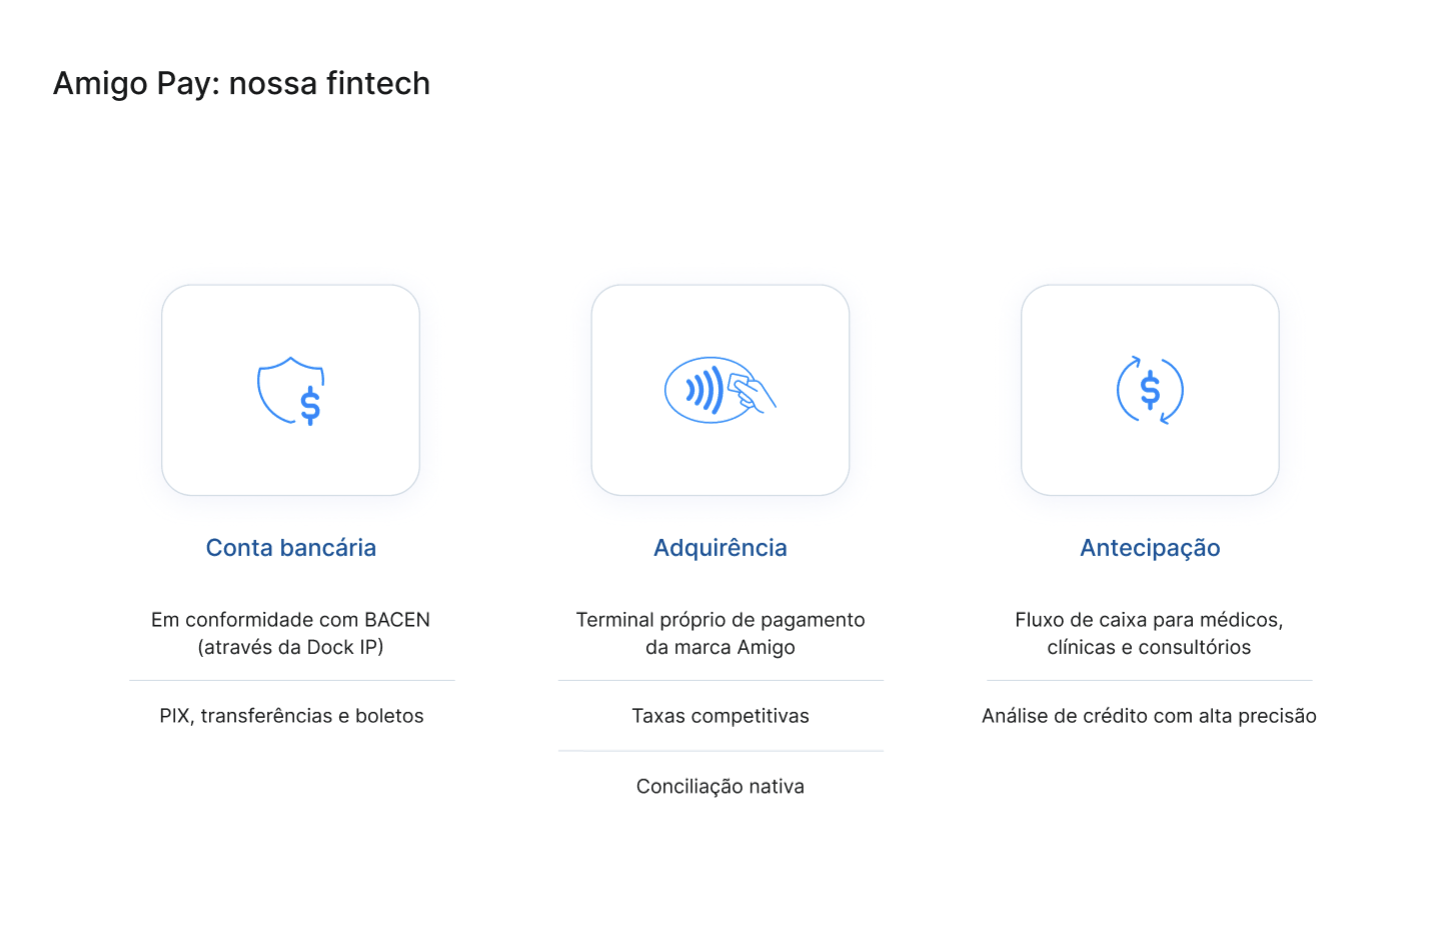 Amigo Pay: nossa fintech
Conta bancária
Em conformidade com BACEN
(através da Dock IP)
PIX, transferências e boletos
Adquirência
Terminal próprio de pagamento
da marca Amigo
Taxas competitivas
Conciliação nativa
Antecipação
Fluxo de caixa para médicos,
clínicas e consultórios
Análise de crédito com alta precisão